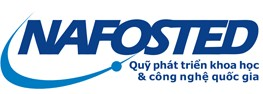 NAFOSTED
Quỹ phát triển khoa học
& công nghệ quốc gia